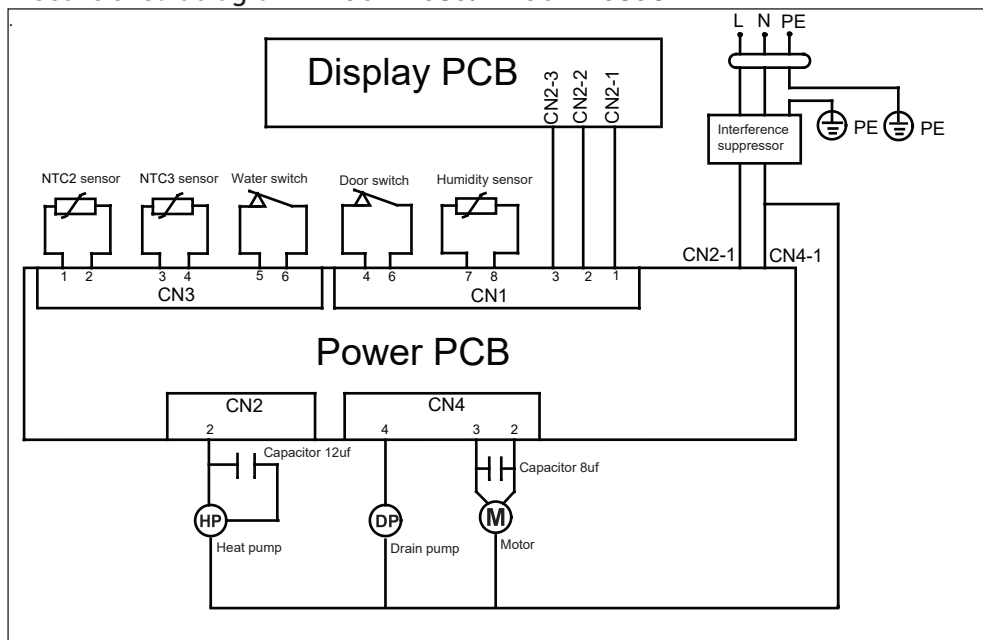 L N PE
Display PCB
CN2-3
CN2-2
CN2-1
Interference
suppressor
PE
PE
NTC2 sensor
NTC3 sensor
Water switch
Door switch
Humidity sensor
CN2-1
CN4-1
1 2 3 4 5 6 4 6 7 8 3 2 1
CN3
CN1
Power PCB
CN2
CN4
2
4
3
2
Capacitor 12uf
Capacitor 8uf
HP
DP
M
Heat pump
Drain pump
Motor